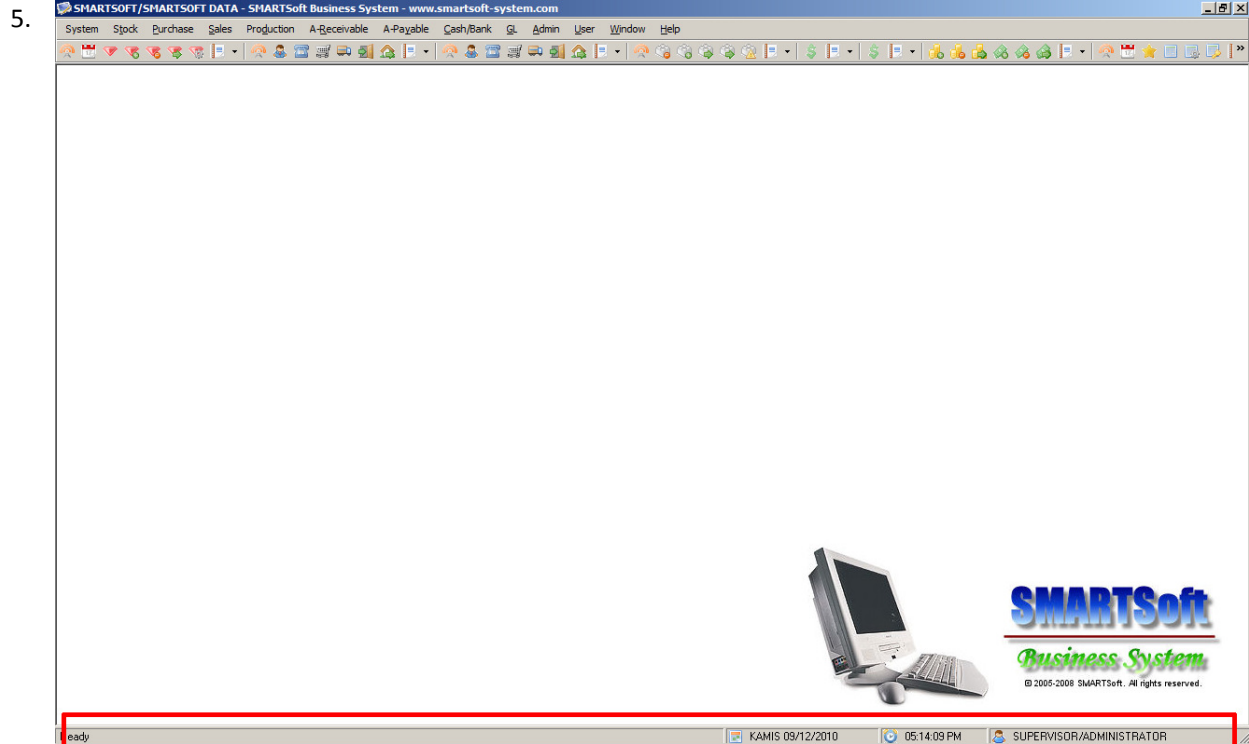 5.
SMARTSOFT/SMARTSOFT DATA - SMARTSoft Business System - www.smartsoft-system.com
System Stock Purchase Sales Production A-Receivable A-Payable Cash/Bank GL Admin User Window Help
SMARTSoft
Business System
© 2005-2008 SMARTSoft. All rights reserved.
Ready KAMIS 09/12/2010 05:14:09 PM SUPERVISOR/ADMINISTRATOR